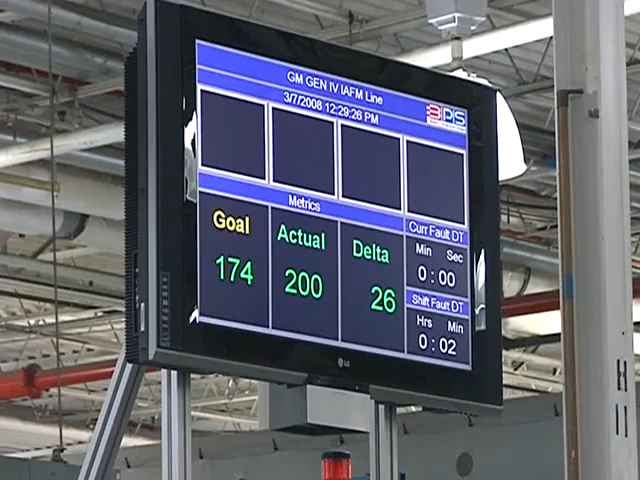 GM GEN IV IAFM Line
3/7/2008 12:29:26 PM
Metrics
Goal
174
Actual
200
Delta
26
Curr Fault DT
Min Sec
0 : 00
Shift Fault DT
Hrs Min
0 : 02
LG
H